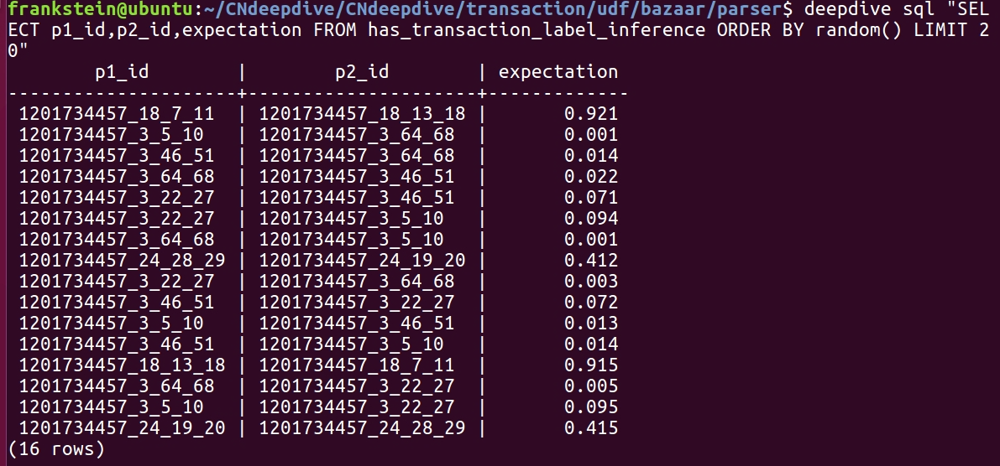 frankstein@ubuntu:~/CNdeepdive/CNdeepdive/transaction/udf/bazaar/parser$ deepdive sql "SEL
ECT p1_id,p2_id,expectation FROM has_transaction_label_inference ORDER BY random() LIMIT 2
0"
        p1_id        |        p2_id        | expectation
---------------------+---------------------+-------------
 1201734457_18_7_11  | 1201734457_18_13_18 |       0.921
 1201734457_3_5_10   | 1201734457_3_64_68  |       0.001
 1201734457_3_46_51  | 1201734457_3_64_68  |       0.014
 1201734457_3_64_68  | 1201734457_3_46_51  |       0.022
 1201734457_3_22_27  | 1201734457_3_46_51  |       0.071
 1201734457_3_22_27  | 1201734457_3_5_10   |       0.094
 1201734457_3_64_68  | 1201734457_3_5_10   |       0.001
 1201734457_24_28_29 | 1201734457_24_19_20 |       0.412
 1201734457_3_22_27  | 1201734457_3_64_68  |       0.003
 1201734457_3_46_51  | 1201734457_3_22_27  |       0.072
 1201734457_3_5_10   | 1201734457_3_46_51  |       0.013
 1201734457_3_46_51  | 1201734457_3_5_10   |       0.014
 1201734457_18_13_18 | 1201734457_18_7_11  |       0.915
 1201734457_3_64_68  | 1201734457_3_22_27  |       0.005
 1201734457_3_5_10   | 1201734457_3_22_27  |       0.095
 1201734457_24_19_20 | 1201734457_24_28_29 |       0.415
(16 rows)